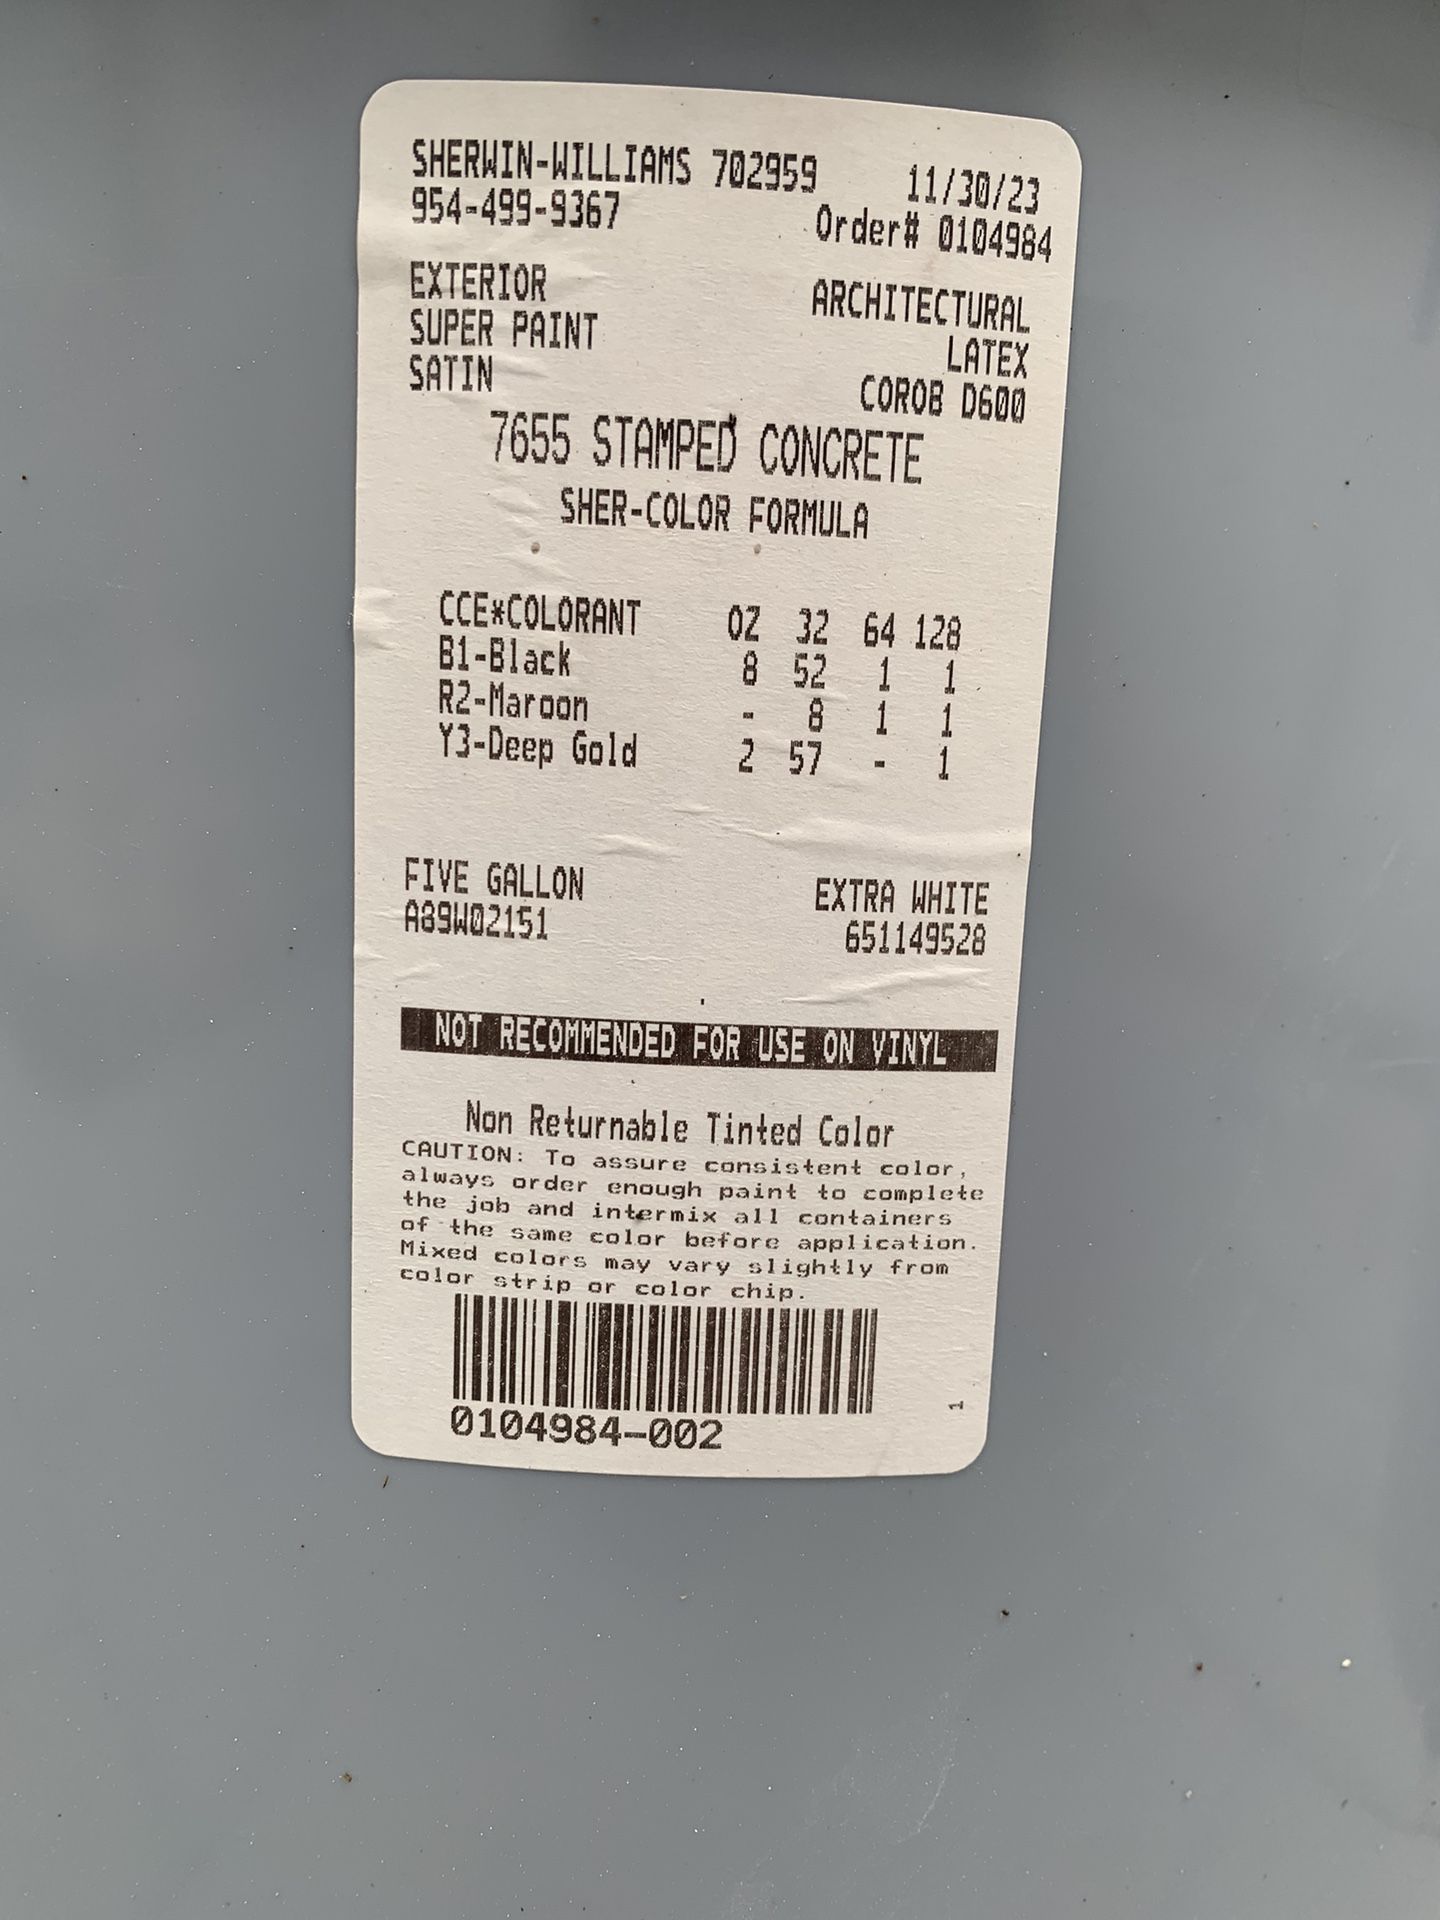 SHERWIN-WILLIAMS 702959 11/30/23
954-499-9367 Order# 0104984
EXTERIOR ARCHITECTURAL
SUPER PAINT LATEX
SATIN COROB D600
7655 STAMPED CONCRETE
SHER-COLOR FORMULA
CCE*COLORANT OZ 32 64 128
B1-Black 8 52 1 1
R2-Maroon - 8 1 1
Y3-Deep Gold 2 57 - 1
FIVE GALLON EXTRA WHITE
A89W02151 651149528
NOT RECOMMENDED FOR USE ON VINYL
Non Returnable Tinted Color
CAUTION: To assure consistent color,
always order enough paint to complete
the job and intermix all containers
of the same color before application.
Mixed colors may vary slightly from
color strip or color chip.
0104984-002
1